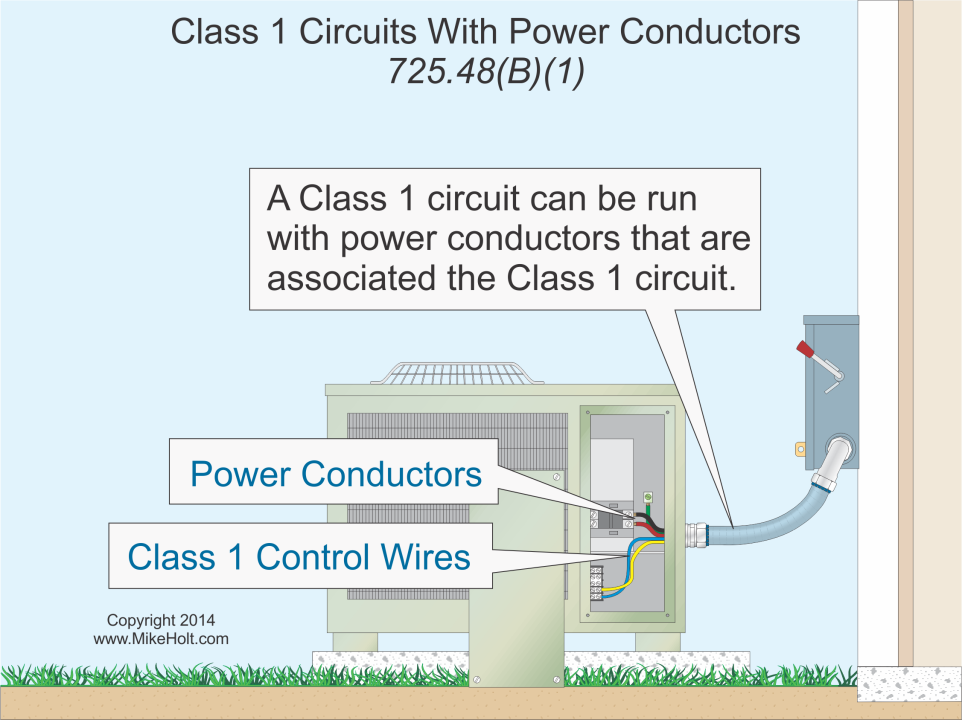 Class 1 Circuits With Power Conductors
725.48(B)(1)
A Class 1 circuit can be run
with power conductors that are
associated the Class 1 circuit.
Power Conductors
Class 1 Control Wires
Copyright 2014
www.MikeHolt.com